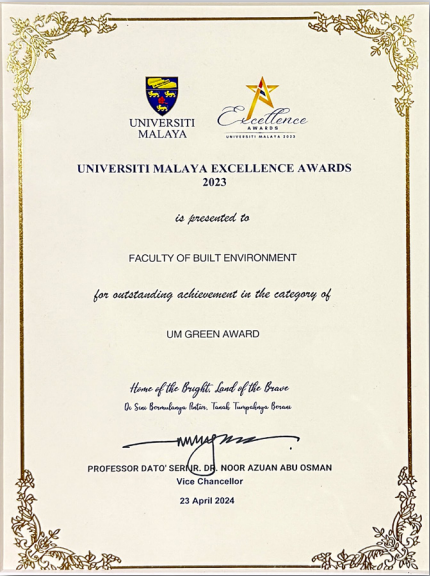 UNIVERSITI
MALAYA
Excellence
AWARDS
UNIVERSITI MALAYA 2023
UNIVERSITI MALAYA EXCELLENCE AWARDS
2023
is presented to
FACULTY OF BUILT ENVIRONMENT
for outstanding achievement in the category of
UM GREEN AWARD
Home of the Bright, Land of the Brave
Di Sini Bermulanya Pintar, Tanah Tumpahnya Berani
PROFESSOR DATO' SERI IR. DR. NOOR AZUAN ABU OSMAN
Vice Chancellor
23 April 2024